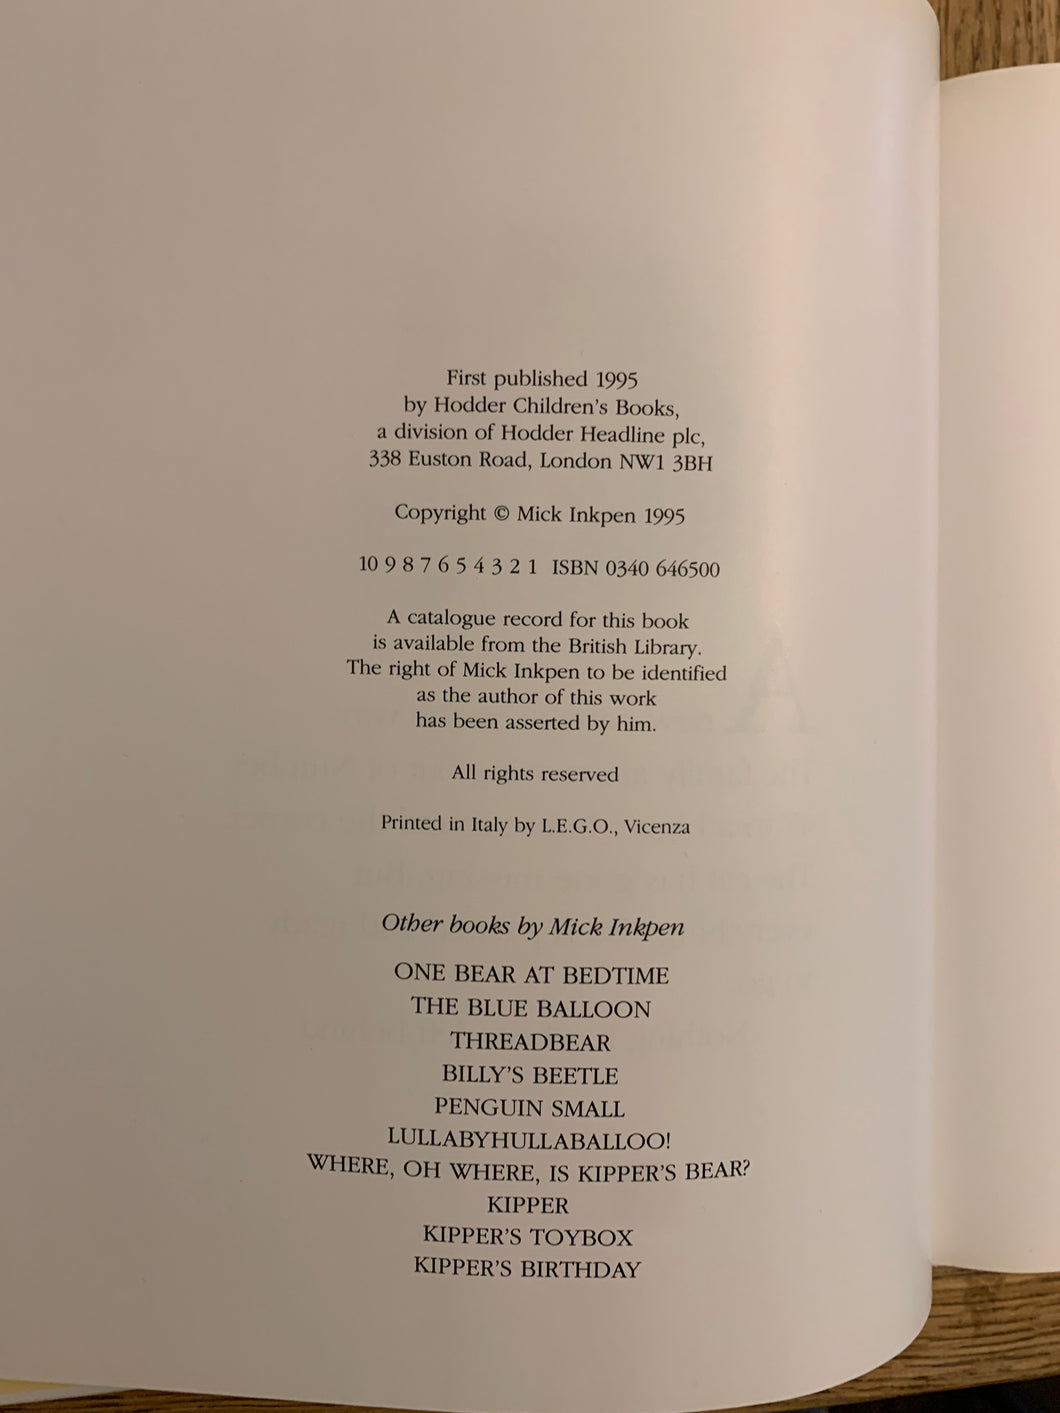 First published 1995
by Hodder Children's Books,
a division of Hodder Headline plc,
338 Euston Road, London NW1 3BH
Copyright © Mick Inkpen 1995
10 9 8 7 6 5 4 3 2 1 ISBN 0340 646500
A catalogue record for this book
is available from the British Library.
The right of Mick Inkpen to be identified
as the author of this work
has been asserted by him.
All rights reserved
Printed in Italy by L.E.G.O., Vicenza
Other books by Mick Inkpen
ONE BEAR AT BEDTIME
THE BLUE BALLOON
THREADBEAR
BILLY'S BEETLE
PENGUIN SMALL
LULLABYHULLABALLOO!
WHERE, OH WHERE, IS KIPPER'S BEAR?
KIPPER
KIPPER'S TOYBOX
KIPPER'S BIRTHDAY